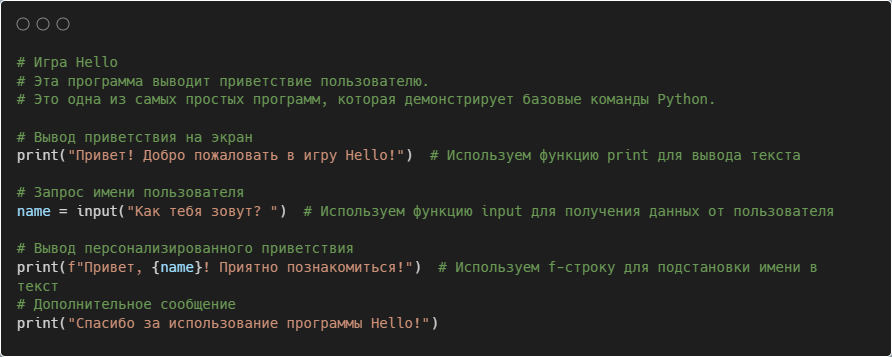 # Игра Hello
# Эта программа выводит приветствие пользователю.
# Это одна из самых простых программ, которая демонстрирует базовые команды Python.
# Вывод приветствия на экран
print("Привет! Добро пожаловать в игру Hello!")  # Используем функцию print для вывода текста
# Запрос имени пользователя
name = input("Как тебя зовут? ")  # Используем функцию input для получения данных от пользователя
# Вывод персонализированного приветствия
print(f"Привет, {name}! Приятно познакомиться!")  # Используем f-строку для подстановки имени в
текст
# Дополнительное сообщение
print("Спасибо за использование программы Hello!")